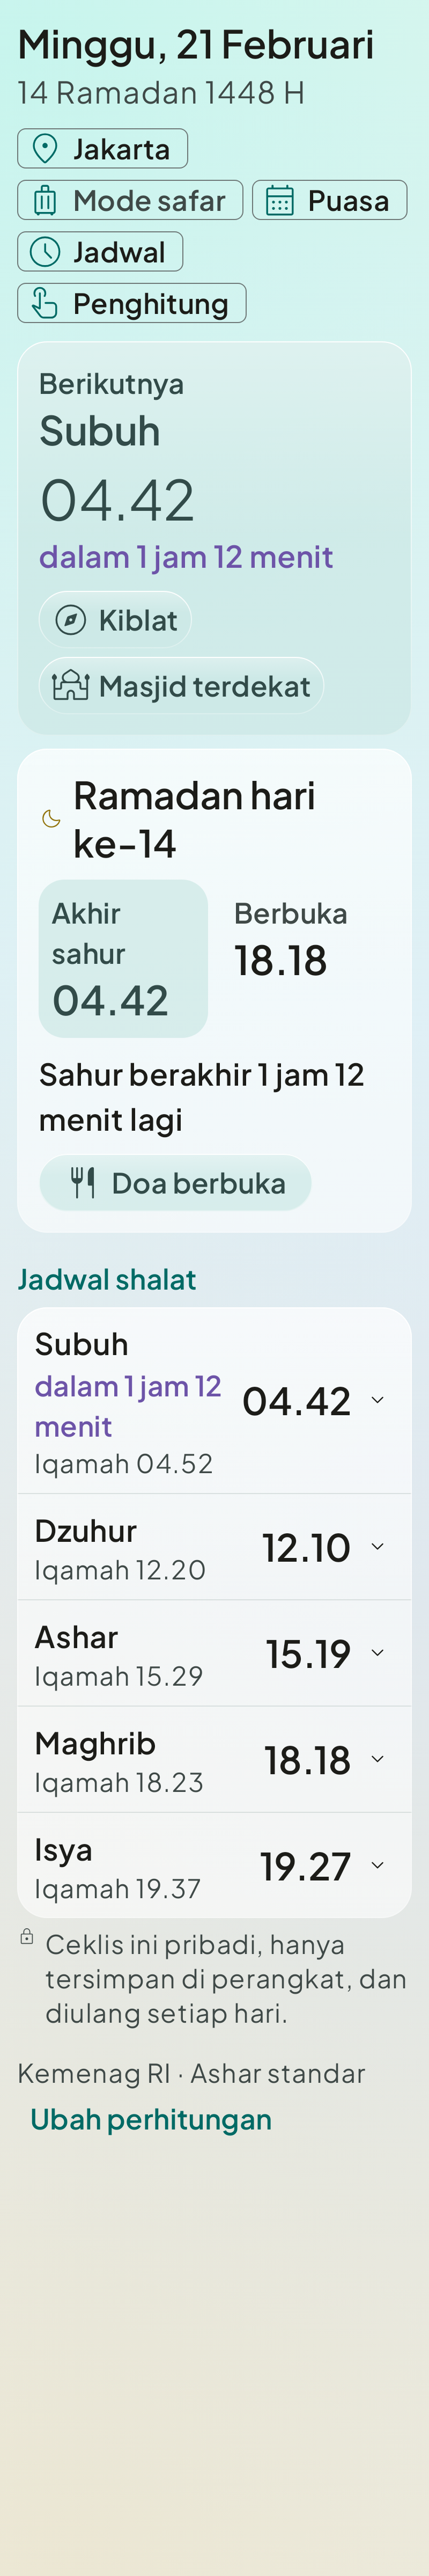 Minggu, 21 Februari
14 Ramadan 1448 H
Jakarta
Mode safar
Puasa
Jadwal
Penghitung
Berikutnya
Subuh
04.42
dalam 1 jam 12 menit
Kiblat
Masjid terdekat
Ramadan hari
ke-14
Akhir
sahur
04.42
Berbuka
18.18
Sahur berakhir 1 jam 12
menit lagi
Doa berbuka
Jadwal shalat
Subuh
dalam 1 jam 12
menit
Iqamah 04.52
04.42
Dzuhur
Iqamah 12.20
12.10
Ashar
Iqamah 15.29
15.19
Maghrib
Iqamah 18.23
18.18
Isya
Iqamah 19.37
19.27
Ceklis ini pribadi, hanya
tersimpan di perangkat, dan
diulang setiap hari.
Kemenag RI · Ashar standar
Ubah perhitungan